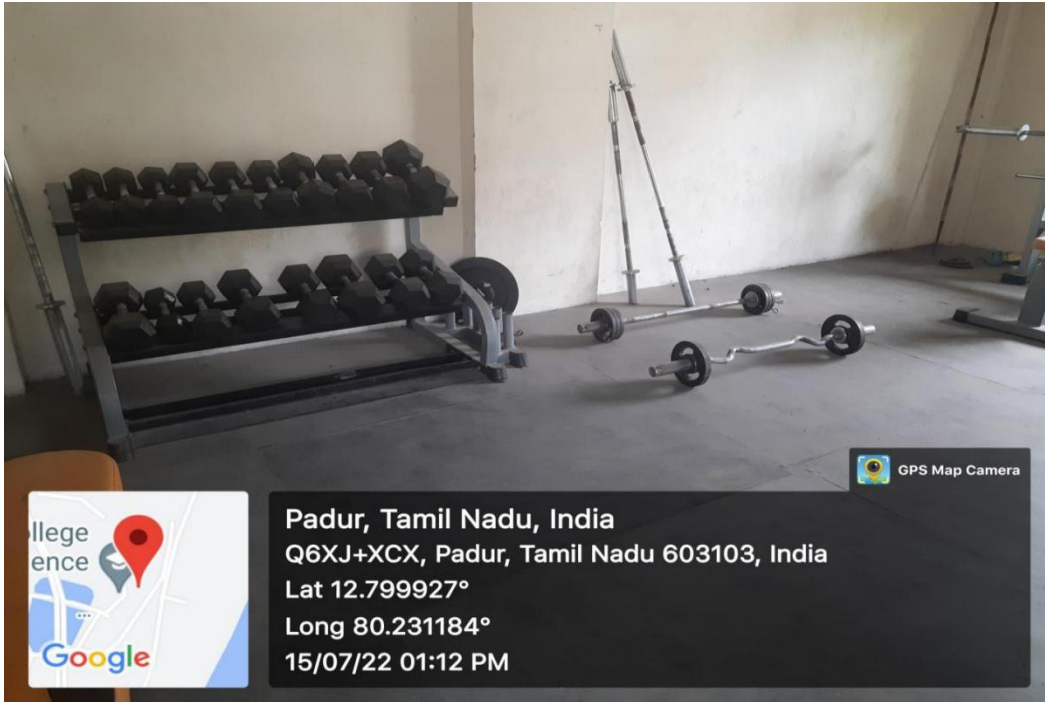 GPS Map Camera
llege
ence
Google
Padur, Tamil Nadu, India
Q6XJ+XCX, Padur, Tamil Nadu 603103, India
Lat 12.799927°
Long 80.231184°
15/07/22 01:12 PM